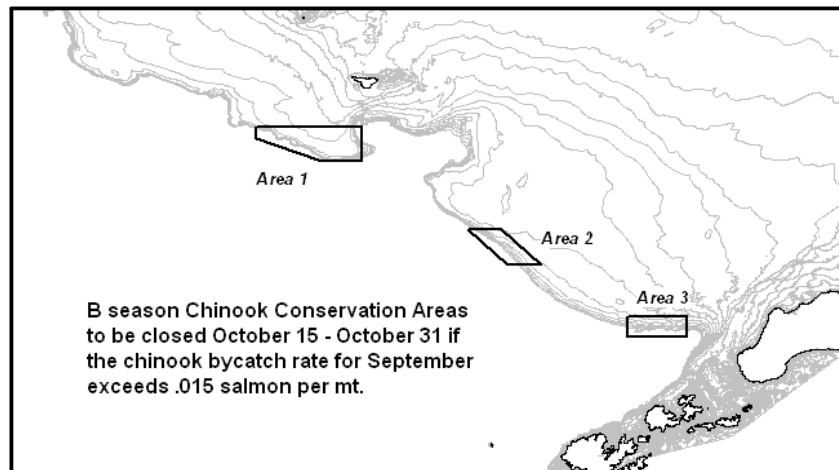 Area 1
Area 2
Area 3
B season Chinook Conservation Areas
to be closed October 15 - October 31 if
the chinook bycatch rate for September
exceeds .015 salmon per mt.